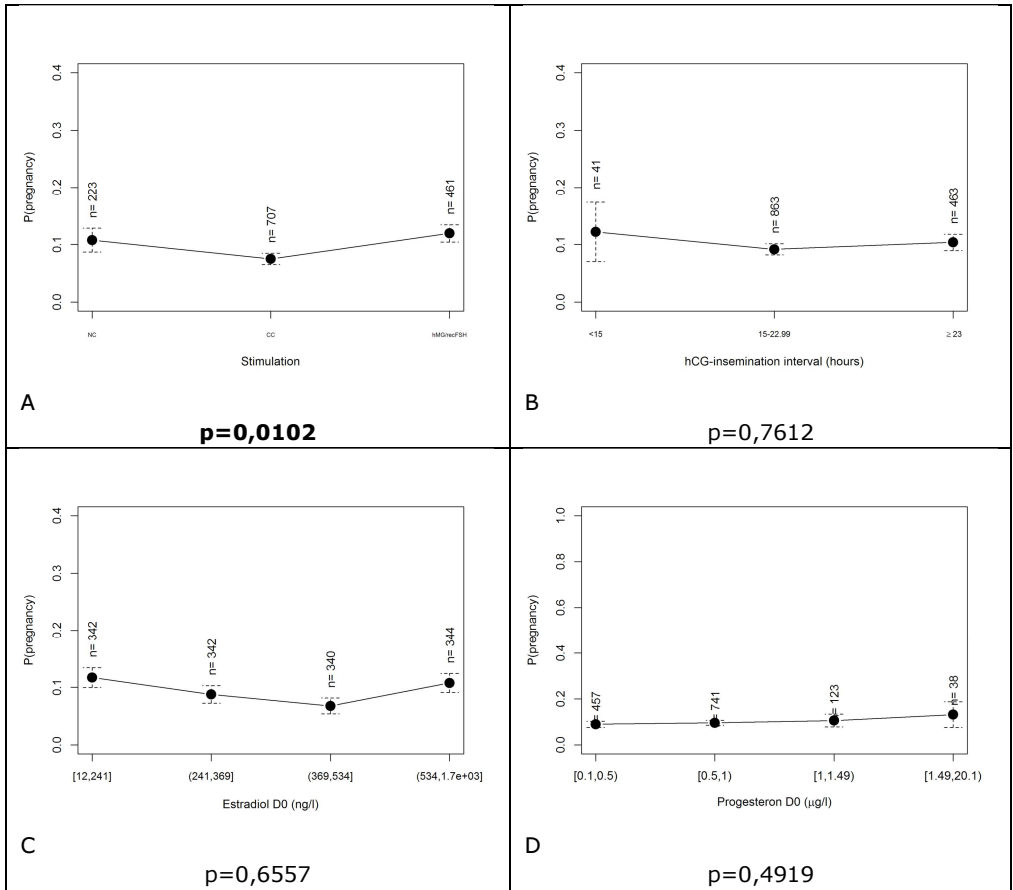 0.4
0.3
0.2
0.1
0.0
P(pregnancy)
n= 223
n= 707
n= 461
NC
CC
hMG/recFSH
Stimulation
A
p=0,0102
0.4
0.3
0.2
0.1
0.0
P(pregnancy)
n= 41
n= 863
n= 463
<15
15-22.99
≥ 23
hCG-insemination interval (hours)
B
p=0,7612
0.4
0.3
0.2
0.1
0.0
P(pregnancy)
n= 342
n= 342
n= 340
n= 344
[12,241]
(241,369]
(369,534]
(534,1.7e+03]
Estradiol D0 (ng/l)
C
p=0,6557
1.0
0.8
0.6
0.4
0.2
0.0
P(pregnancy)
n= 457
n= 741
n= 123
n= 38
[0.1,0.5)
[0.5,1)
[1,1.49)
[1.49,20.1)
Progesteron D0 (μg/l)
D
p=0,4919